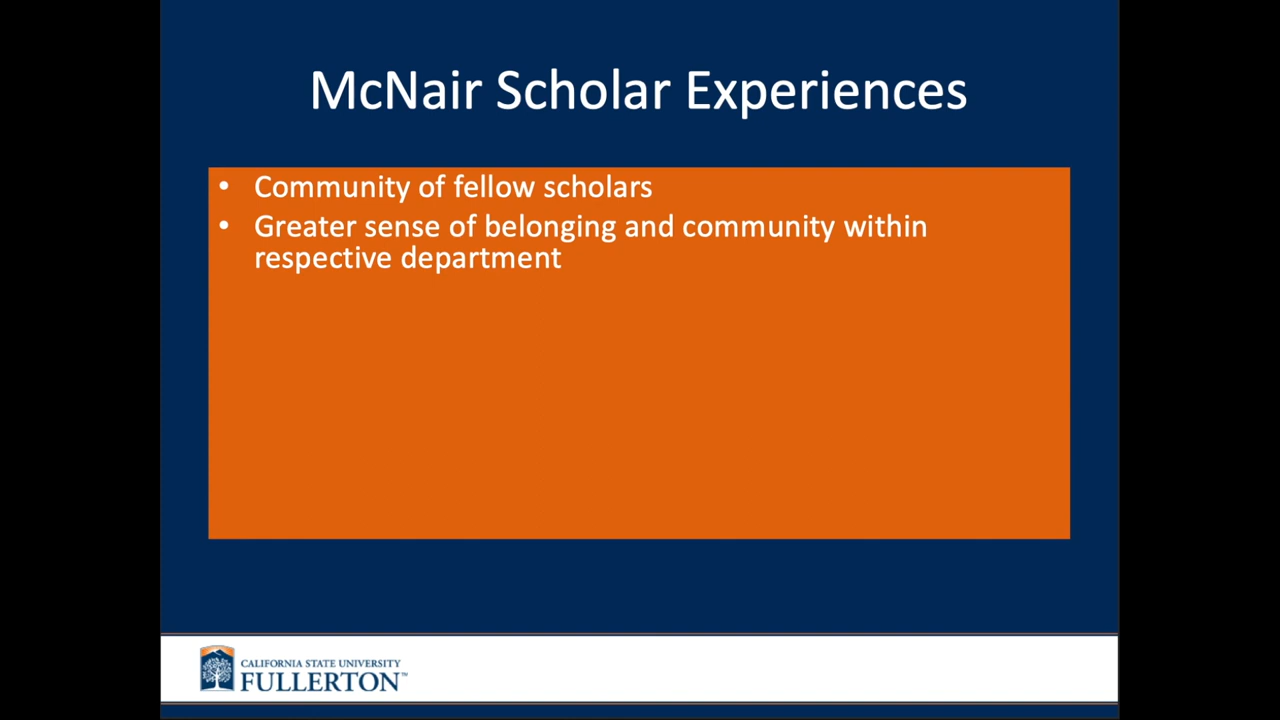 McNair Scholar Experiences
• Community of fellow scholars
• Greater sense of belonging and community within
respective department
CALIFORNIA STATE UNIVERSITY
FULLERTON™